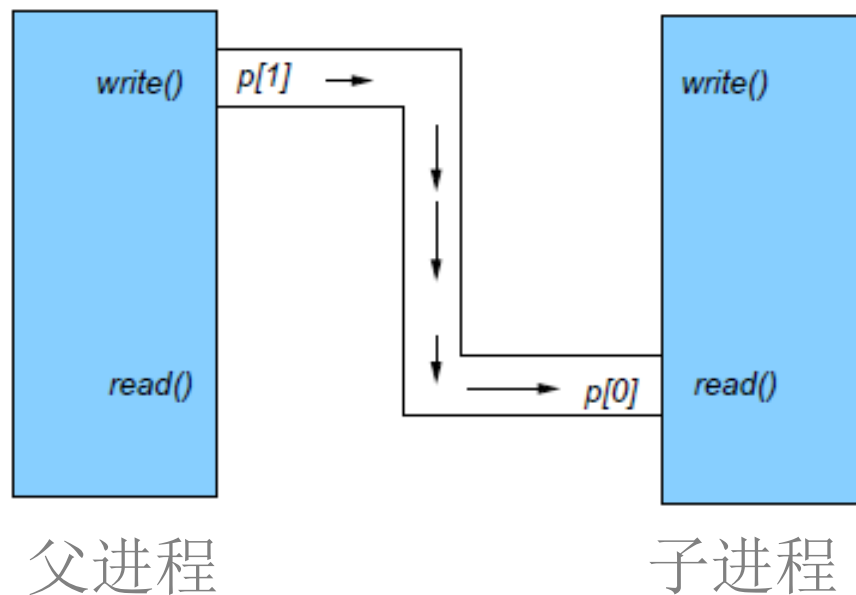 write() p[1] write()
read() p[0] read()
父进程 子进程